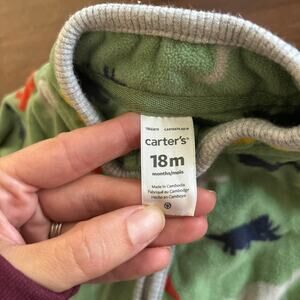 carter's
18m
months/mois
Made in Cambodia
Fabriqué au Cambodge
Hecho en Camboya